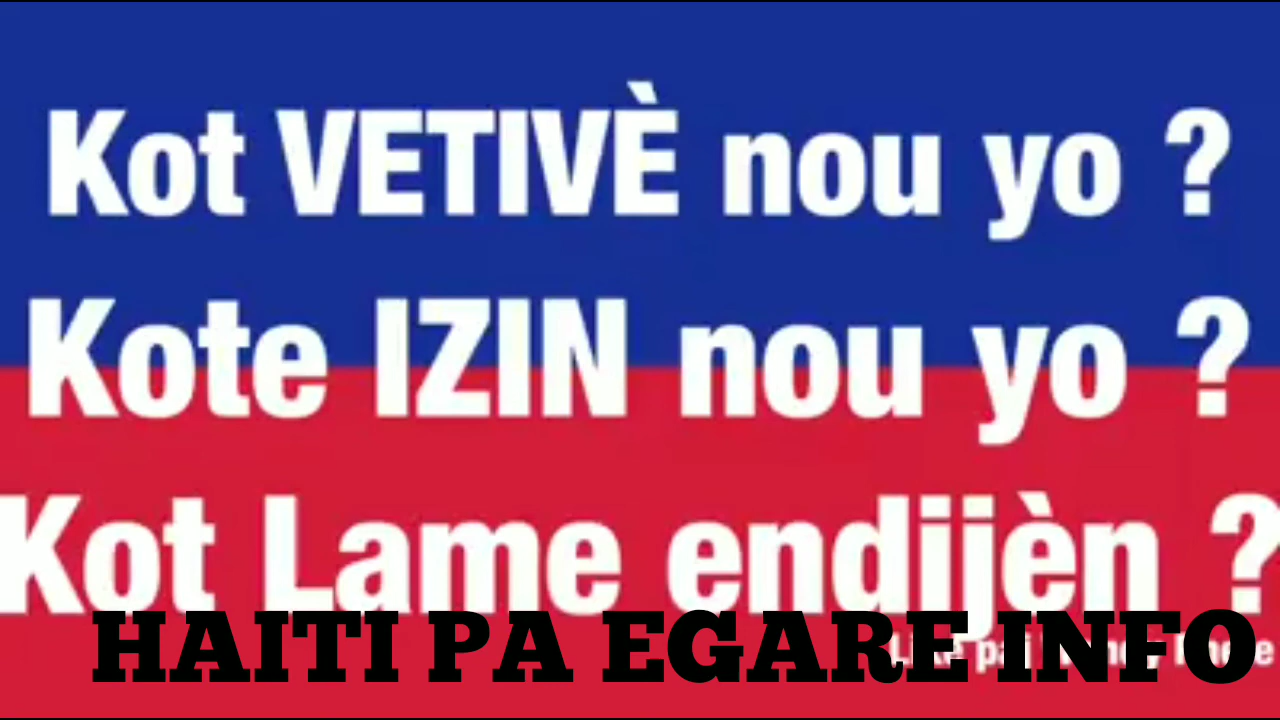 Kot VETIVÈ nou yo ?
Kote IZIN nou yo ?
Kot Lame endijèn ?
HAITI PA EGARE INFO